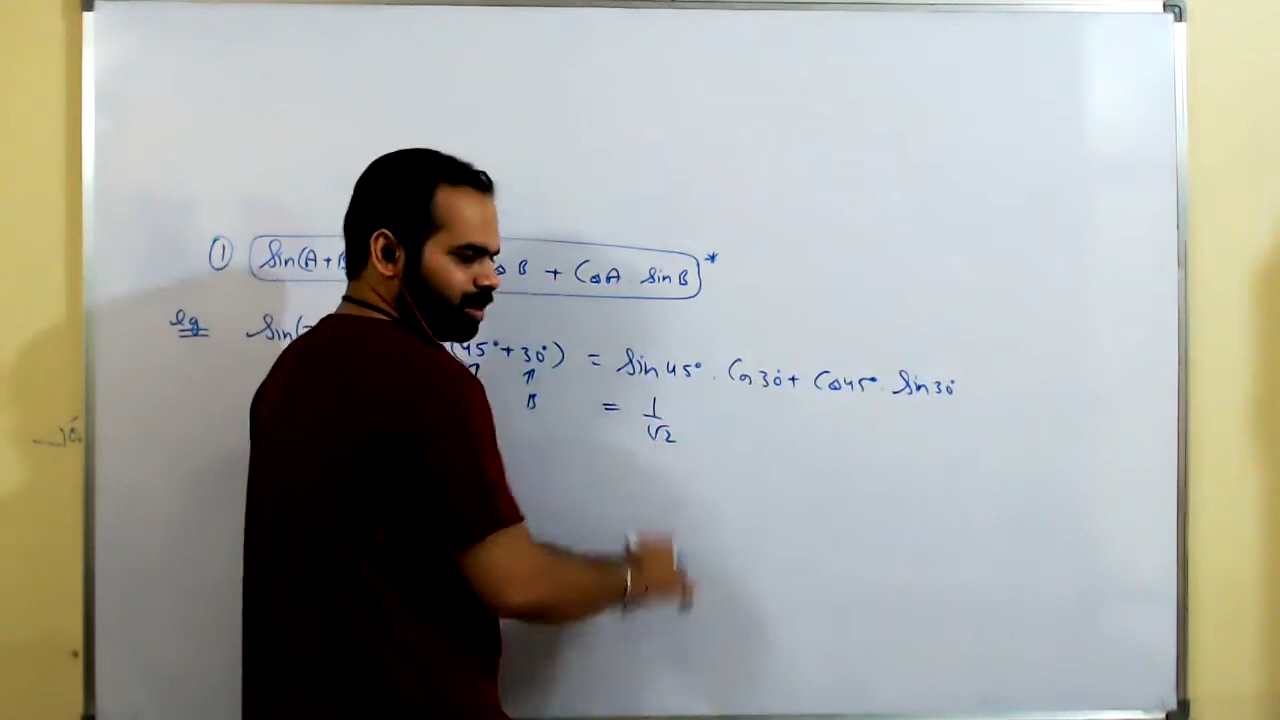 ① Sin(A+B B + CosA SinB *
eg Sin( (45°+30°) = Sin45° . Cos30° + Cos45° . Sin30°
↑ ↑
B = 1/√2